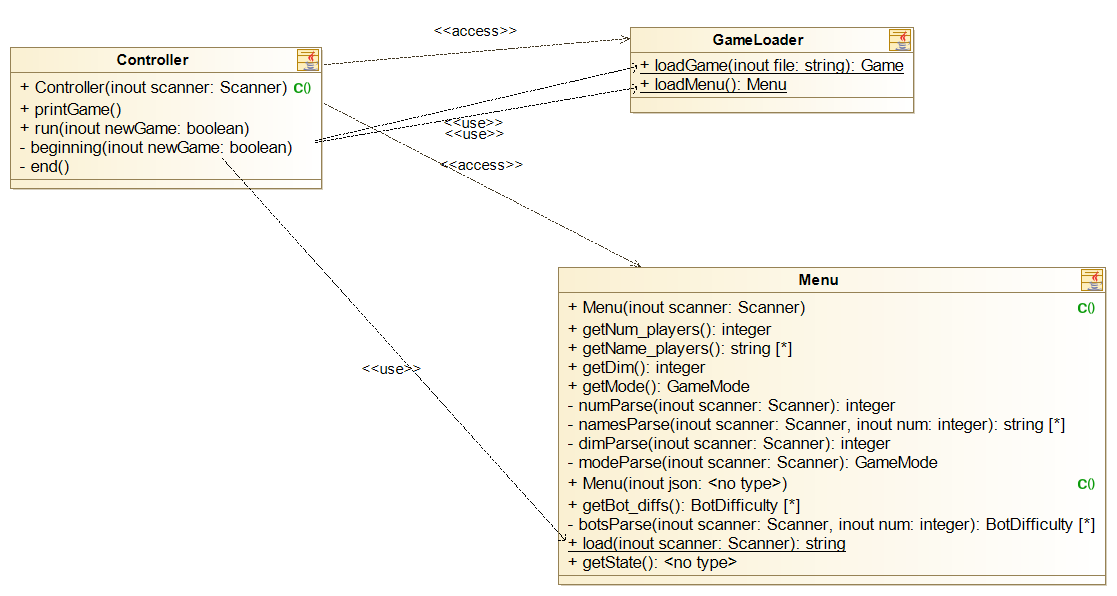 <<access>>
Controller
+ Controller(inout scanner: Scanner) C()
+ printGame()
+ run(inout newGame: boolean)
- beginning(inout newGame: boolean)
- end()
GameLoader
+ loadGame(inout file: string): Game
+ loadMenu(): Menu
<<use>>
<<use>>
<<access>>
<<use>>
Menu
+ Menu(inout scanner: Scanner) C()
+ getNum_players(): integer
+ getName_players(): string [*]
+ getDim(): integer
+ getMode(): GameMode
- numParse(inout scanner: Scanner): integer
- namesParse(inout scanner: Scanner, inout num: integer): string [*]
- dimParse(inout scanner: Scanner): integer
- modeParse(inout scanner: Scanner): GameMode
+ Menu(inout json: <no type>) C()
+ getBot_diffs(): BotDifficulty [*]
- botsParse(inout scanner: Scanner, inout num: integer): BotDifficulty [*]
+ load(inout scanner: Scanner): string
+ getState(): <no type>